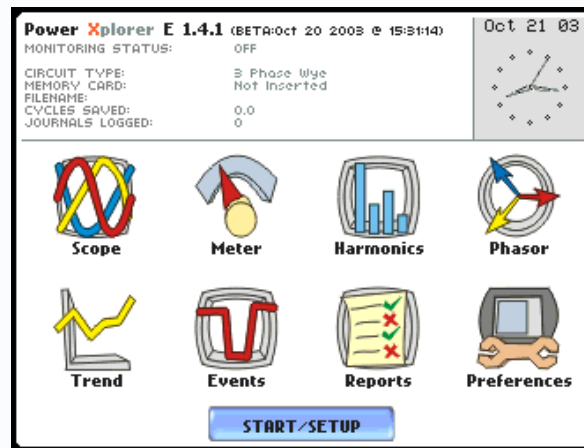 Power Xplorer E 1.4.1 (BETA:Oct 20 2003 @ 15:31:14)
Oct 21 03
MONITORING STATUS: OFF
CIRCUIT TYPE: 3 Phase Wye
MEMORY CARD: Not Inserted
FILENAME:
CYCLES SAVED: 0.0
JOURNALS LOGGED: 0
Scope Meter Harmonics Phasor
Trend Events Reports Preferences
START/SETUP